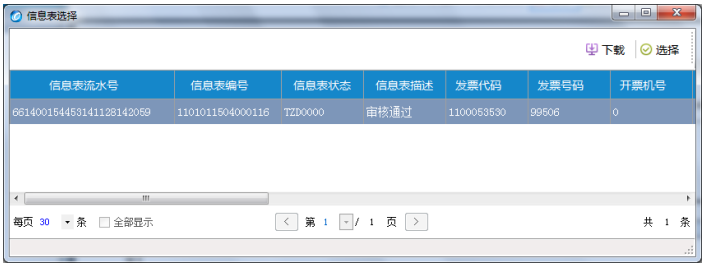 信息表选择
下载 选择
信息表流水号 信息表编号 信息表状态 信息表描述 发票代码 发票号码 开票机号
661400154453141128142059 1101011504000116 TZD0000 审核通过 1100053530 99506 0
每页 30 条 全部显示 第 1 / 1 页 共 1 条